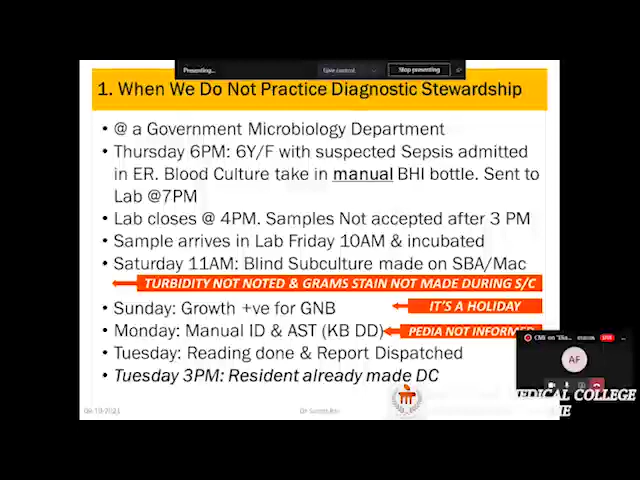 Presenting...
Give control
Stop presenting
1. When We Do Not Practice Diagnostic Stewardship
• @ a Government Microbiology Department
• Thursday 6PM: 6Y/F with suspected Sepsis admitted
in ER. Blood Culture take in manual BHI bottle. Sent to
Lab @7PM
• Lab closes @ 4PM. Samples Not accepted after 3 PM
• Sample arrives in Lab Friday 10AM & incubated
• Saturday 11AM: Blind Subculture made on SBA/Mac
TURBIDITY NOT NOTED & GRAMS STAIN NOT MADE DURING S/C
• Sunday: Growth +ve for GNB
IT'S A HOLIDAY
• Monday: Manual ID & AST (KB DD)
PEDIA NOT INFORMED
• Tuesday: Reading done & Report Dispatched
• Tuesday 3PM: Resident already made DC
AF
MEDICAL COLLEGE